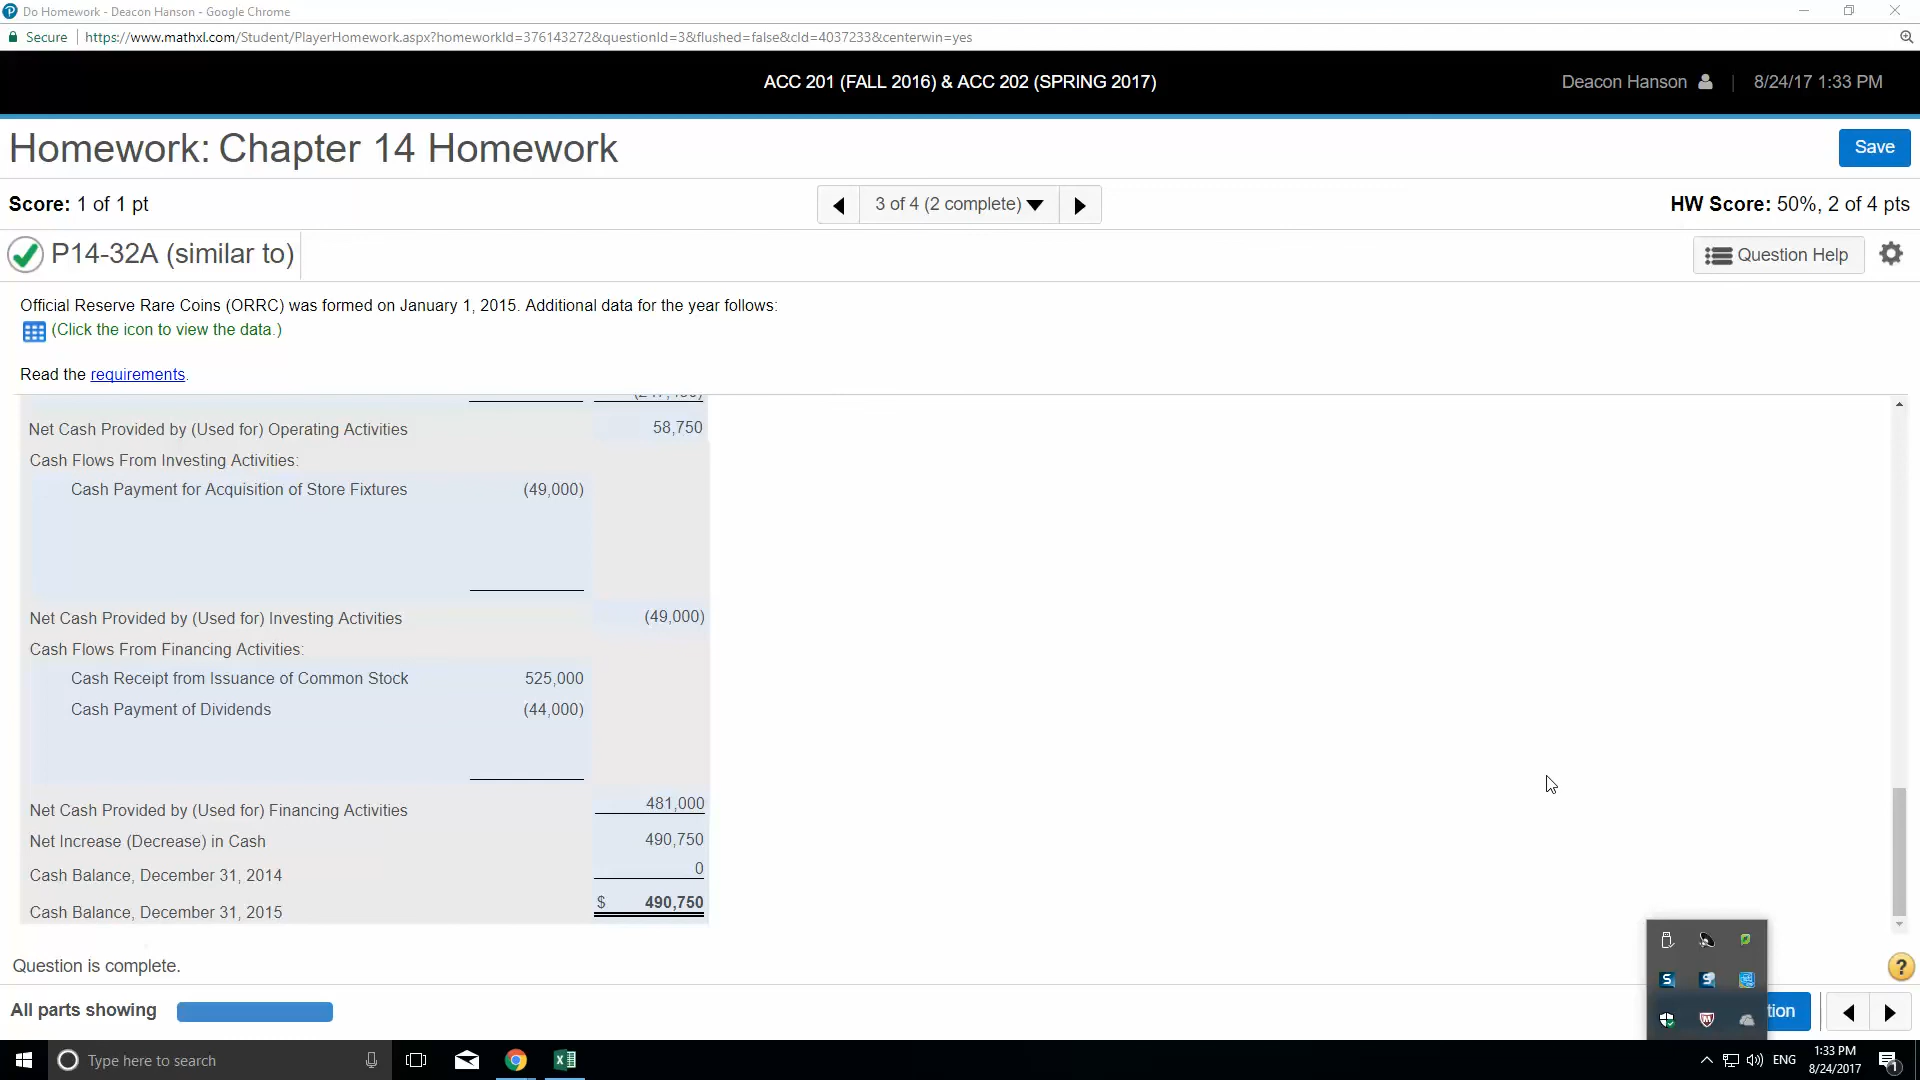 Do Homework - Deacon Hanson - Google Chrome
Secure
https://www.mathxl.com/Student/PlayerHomework.aspx?homeworkId=376143272&questionId=3&flushed=false&cId=4037233&centerwin=yes
ACC 201 (FALL 2016) & ACC 202 (SPRING 2017)
Deacon Hanson
8/24/17 1:33 PM
Homework: Chapter 14 Homework
Save
Score: 1 of 1 pt
3 of 4 (2 complete)
HW Score: 50%, 2 of 4 pts
P14-32A (similar to)
Question Help
Official Reserve Rare Coins (ORRC) was formed on January 1, 2015. Additional data for the year follows:
(Click the icon to view the data.)
Read the requirements.
Net Cash Provided by (Used for) Operating Activities 58,750
Cash Flows From Investing Activities:
Cash Payment for Acquisition of Store Fixtures (49,000)
Net Cash Provided by (Used for) Investing Activities (49,000)
Cash Flows From Financing Activities:
Cash Receipt from Issuance of Common Stock 525,000
Cash Payment of Dividends (44,000)
Net Cash Provided by (Used for) Financing Activities 481,000
Net Increase (Decrease) in Cash 490,750
Cash Balance, December 31, 2014 0
Cash Balance, December 31, 2015 $ 490,750
Question is complete.
?
All parts showing
tion
Type here to search
ENG
1:33 PM
8/24/2017
1